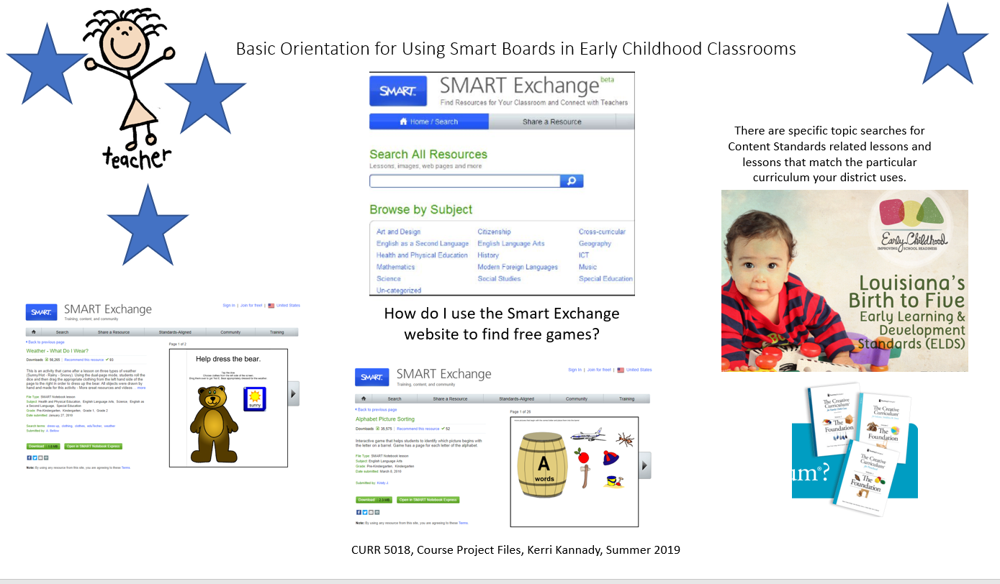 Basic Orientation for Using Smart Boards in Early Childhood Classrooms
teacher
SMART
SMART Exchange beta
Find Resources for Your Classroom and Connect with Teachers
Home / Search Share a Resource
Search All Resources
Lessons, images, web pages and more
Browse by Subject
Art and Design Citizenship Cross-curricular
English as a Second Language English Language Arts Geography
Health and Physical Education History ICT
Mathematics Modern Foreign Languages Music
Science Social Studies Special Education
Un-categorized
There are specific topic searches for
Content Standards related lessons and
lessons that match the particular
curriculum your district uses.
Early Childhood
IMPROVING SCHOOL READINESS
Louisiana's
Birth to Five
Early Learning &
Development
Standards (ELDS)
SMART
SMART Exchange
Training, content, and community
Sign In | Join for free! | United States
Search Share a Resource Standards-Aligned Community Training
Back to previous page
Page 1 of 2
Weather - What Do I Wear?
Downloads 56,265 | Recommend this resource 93
This is an activity that came after a lesson on three types of weather
(Sunny/Hot - Rainy - Snowy). Using the dual-page mode, students roll the
dice and then drag the appropriate clothing from the left hand side of the
page to the right in order to dress up the bear. All objects were drawn by
hand and made for this activity - More great resources and videos ... more
File Type: SMART Notebook lesson
Subject: Health and Physical Education, English Language Arts, Science, English as
a Second Language, Special Education
Grade: Pre-Kindergarten, Kindergarten, Grade 1, Grade 2
Date submitted: January 27, 2010
Search terms: dress up, clothing, clothes, eduTecher, weather
Submitted by: A. Bellow
Download Open in SMART Notebook Express
Note: By using any resource from this site, you are agreeing to these Terms
Help dress the bear.
Tap the dice.
Choose clothes from the left side of the screen.
sunny
How do I use the Smart Exchange
website to find free games?
SMART
SMART Exchange
Training, content, and community
Sign In | Join for free! | United States
Search Share a Resource Standards-Aligned Community Training
Back to previous page
Page 1 of 26
Alphabet Picture Sorting
Downloads 35,575 | Recommend this resource 52
Interactive game that helps students to identify which picture begins with
the letter on a barrel. Game has a page for each letter of the alphabet.
File Type: SMART Notebook lesson
Subject: English Language Arts
Grade: Pre-Kindergarten, Kindergarten
Date submitted: March 8, 2010
Submitted by: Kristy J.
Download 2.5 MB Open in SMART Notebook Express
Note: By using any resource from this site, you are agreeing to these Terms
A
words
um®?
The Creative
Curriculum®
The
Foundation
The Creative
Curriculum®
The
Foundation
The Creative
Curriculum®
The
Foundation
CURR 5018, Course Project Files, Kerri Kannady, Summer 2019